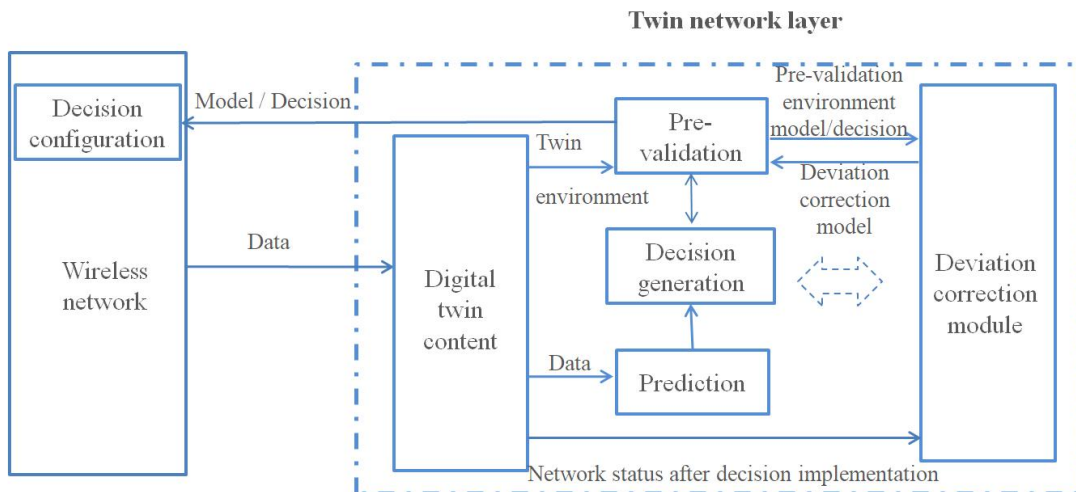 Twin network layer
Decision
configuration
Wireless
network
Model / Decision
Data
Digital
twin
content
Twin
environment
Pre-
validation
Decision
generation
Data
Prediction
Pre-validation
environment
model/decision
Deviation
correction
model
Deviation
correction
module
Network status after decision implementation